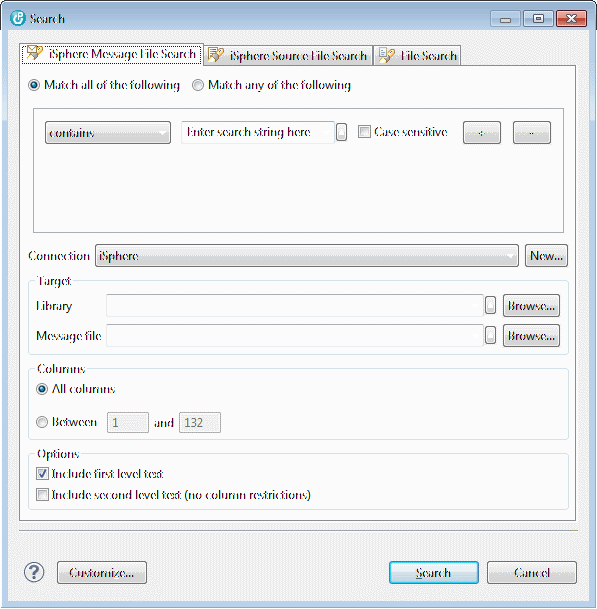 Search
iSphere Message File Search iSphere Source File Search File Search
Match all of the following Match any of the following
contains Enter search string here Case sensitive + -
Connection iSphere New...
Target
Library Browse...
Message file Browse...
Columns
All columns
Between 1 and 132
Options
Include first level text
Include second level text (no column restrictions)
? Customize... Search Cancel